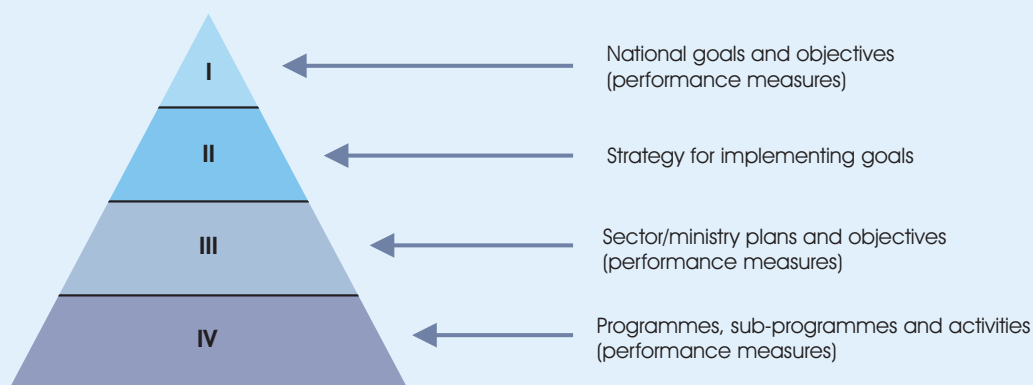 I
National goals and objectives
(performance measures)
II
Strategy for implementing goals
III
Sector/ministry plans and objectives
(performance measures)
IV
Programmes, sub-programmes and activities
(performance measures)